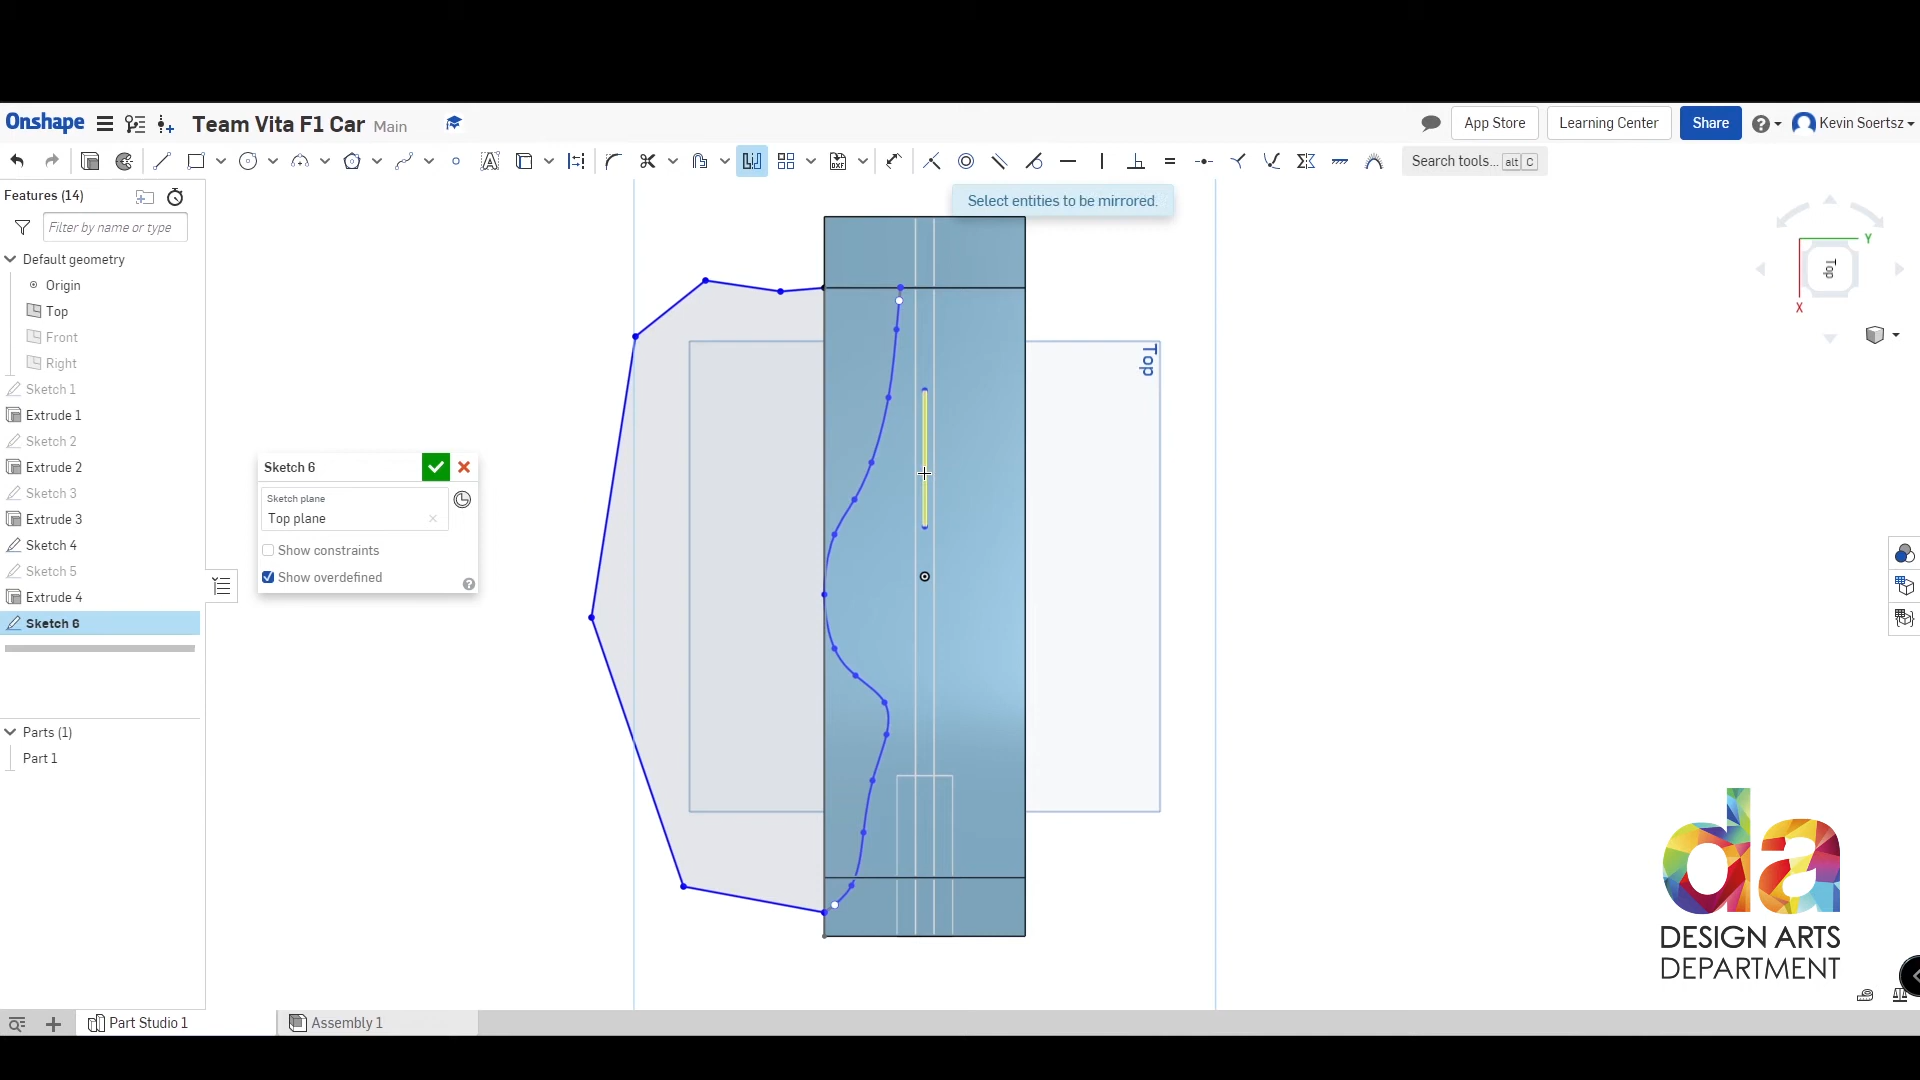 Onshape
Team Vita F1 Car Main
App Store
Learning Center
Share
Kevin Soertsz
DXF
Search tools... alt C
Features (14)
Select entities to be mirrored.
Filter by name or type
Default geometry
Origin
Top
Front
Right
Sketch 1
Extrude 1
Sketch 2
Extrude 2
Sketch 3
Extrude 3
Sketch 4
Sketch 5
Extrude 4
Sketch 6
Parts (1)
Part 1
Sketch 6
Sketch plane
Top plane
Show constraints
Show overdefined
Top
Y
Top
X
da
DESIGN ARTS
DEPARTMENT
Part Studio 1
Assembly 1